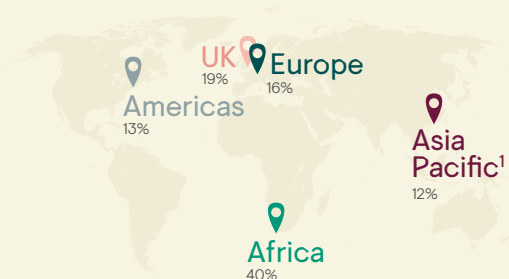 UK
19%
Europe
16%
Americas
13%
Asia
Pacific¹
12%
Africa
40%